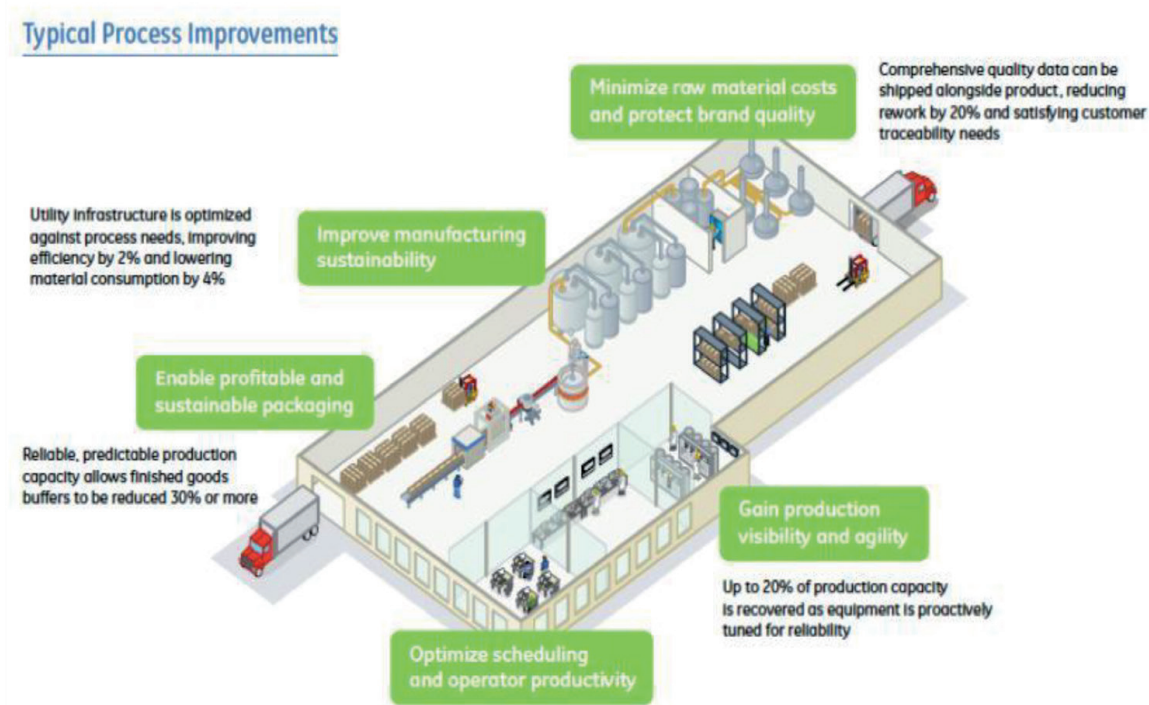 Typical Process Improvements
Minimize raw material costs
and protect brand quality
Comprehensive quality data can be
shipped alongside product, reducing
rework by 20% and satisfying customer
traceability needs
Utility infrastructure is optimized
against process needs, improving
efficiency by 2% and lowering
material consumption by 4%
Improve manufacturing
sustainability
Enable profitable and
sustainable packaging
Reliable, predictable production
capacity allows finished goods
buffers to be reduced 30% or more
Gain production
visibility and agility
Up to 20% of production capacity
is recovered as equipment is proactively
tuned for reliability
Optimize scheduling
and operator productivity